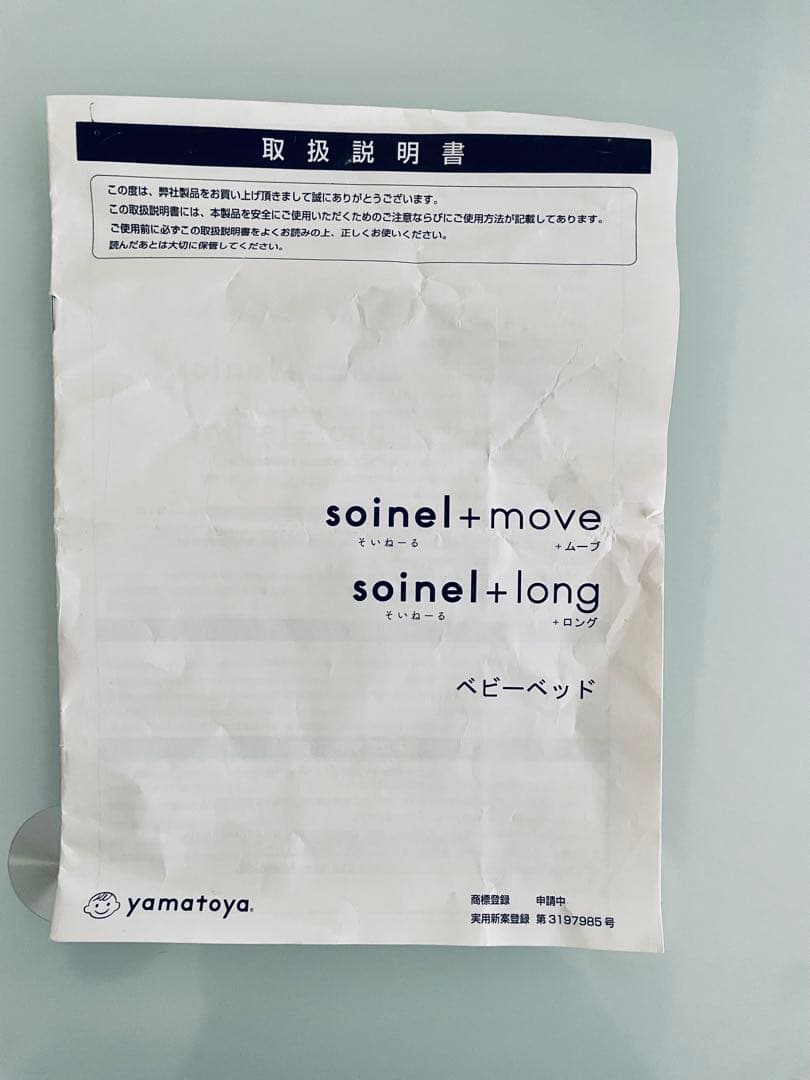 取扱説明書
この度は、弊社製品をお買い上げ頂きまして誠にありがとうございます。
この取扱説明書には、本製品を安全にご使用いただくためのご注意ならびにご使用方法が記載してあります。
ご使用前に必ずこの取扱説明書をよくお読みの上、正しくお使いください。
読んだあとは大切に保管してください。
soinel+move
そいねーる +ムーブ
soinel+long
そいねーる +ロング
ベビーベッド
yamatoya®
商標登録 申請中
実用新案登録 第3197985号